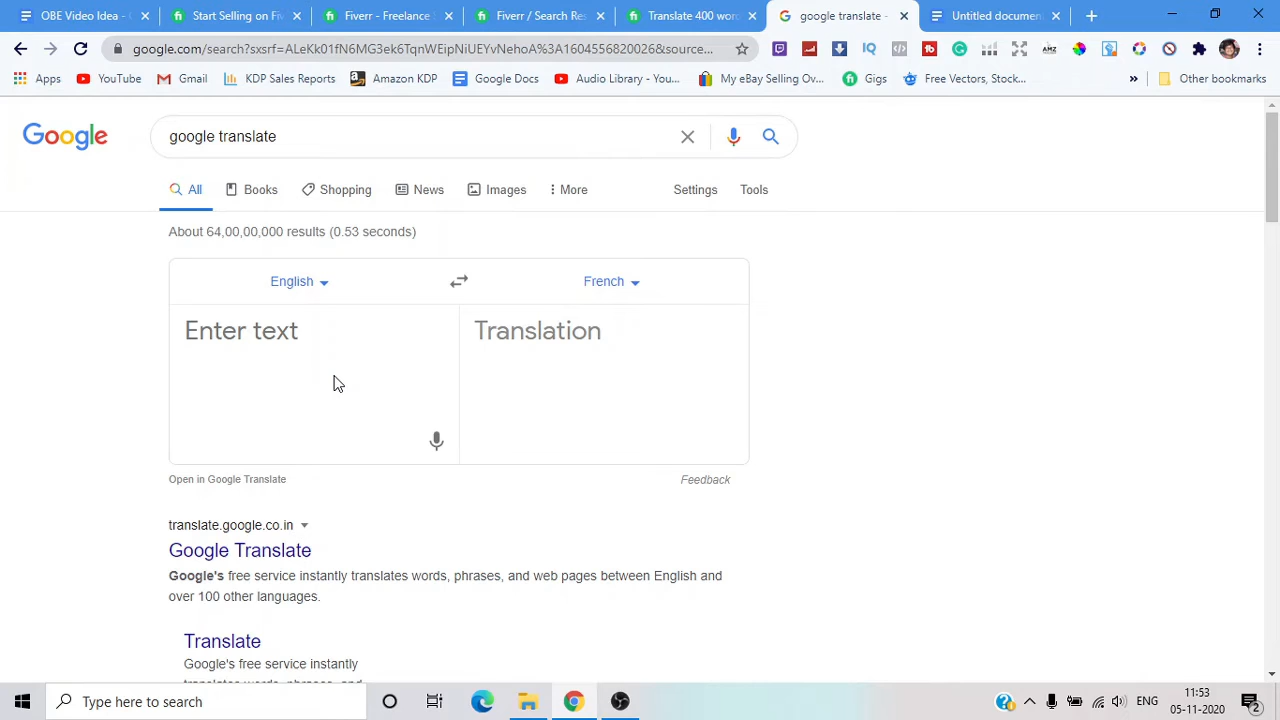 OBE Video Idea -
Start Selling on Fiv
Fiverr - Freelance
Fiverr / Search Res
Translate 400 wor
google translate -
Untitled documen
google.com/search?sxsrf=ALeKk01fN6MG3ek6TqnWEipNiUEYvNehoA%3A1604556820026&source...
Apps
YouTube
Gmail
KDP Sales Reports
Amazon KDP
Google Docs
Audio Library - You...
My eBay Selling Ov...
Gigs
Free Vectors, Stock...
»
Other bookmarks
Google
google translate
All
Books
Shopping
News
Images
More
Settings
Tools
About 64,00,00,000 results (0.53 seconds)
English
French
Enter text
Translation
Open in Google Translate
Feedback
translate.google.co.in
Google Translate
Google's free service instantly translates words, phrases, and web pages between English and
over 100 other languages.
Translate
Google's free service instantly
Type here to search
ENG
11:53
05-11-2020
2